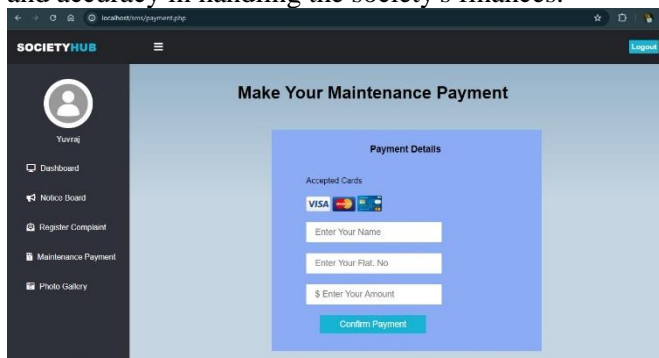 and accuracy in handling the society's finances.
localhost/sms/payment.php
SOCIETYHUB
Logout
Make Your Maintenance Payment
Yuvraj
Payment Details
Dashboard
Accepted Cards
Notice Board
VISA
Register Complaint
Enter Your Name
Maintenance Payment
Enter Your Flat. No
Photo Gallery
$ Enter Your Amount
Confirm Payment